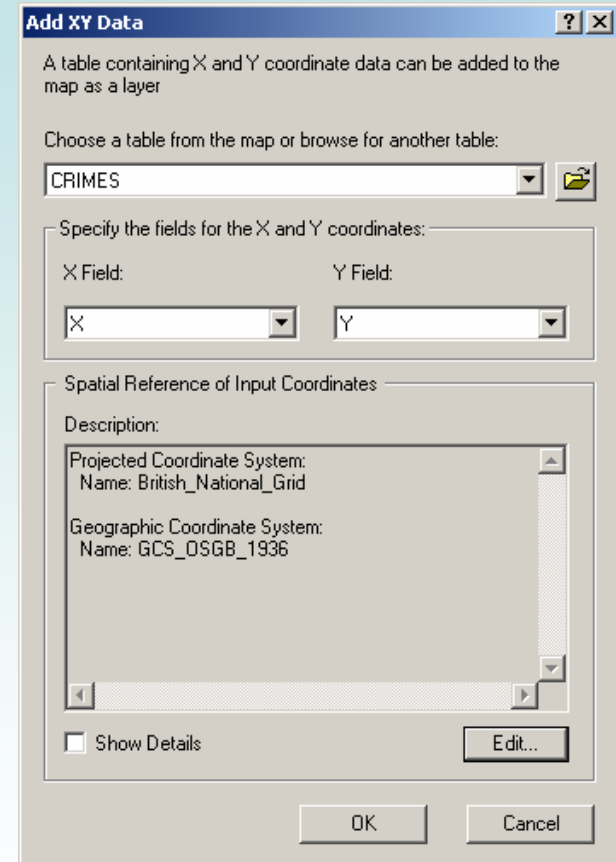 Add XY Data
A table containing X and Y coordinate data can be added to the
map as a layer
Choose a table from the map or browse for another table:
CRIMES
Specify the fields for the X and Y coordinates:
X Field: Y Field:
X Y
Spatial Reference of Input Coordinates
Description:
Projected Coordinate System:
Name: British_National_Grid
Geographic Coordinate System:
Name: GCS_OSGB_1936
Show Details Edit...
OK Cancel